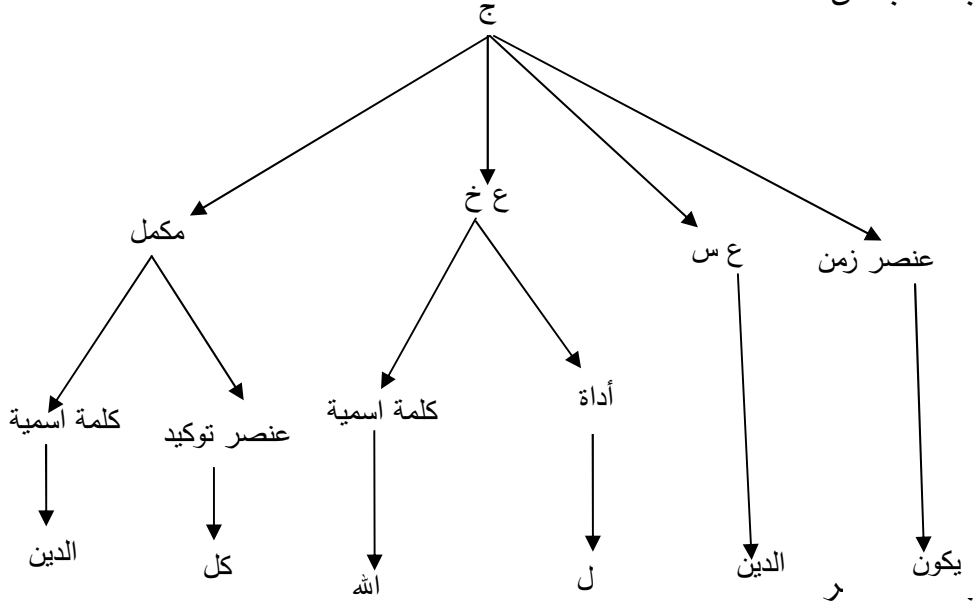 ج
عنصر زمن ع س ع خ مكمل
أداة كلمة اسمية عنصر توكيد كلمة اسمية
يكون الدين ل الله كل الدين